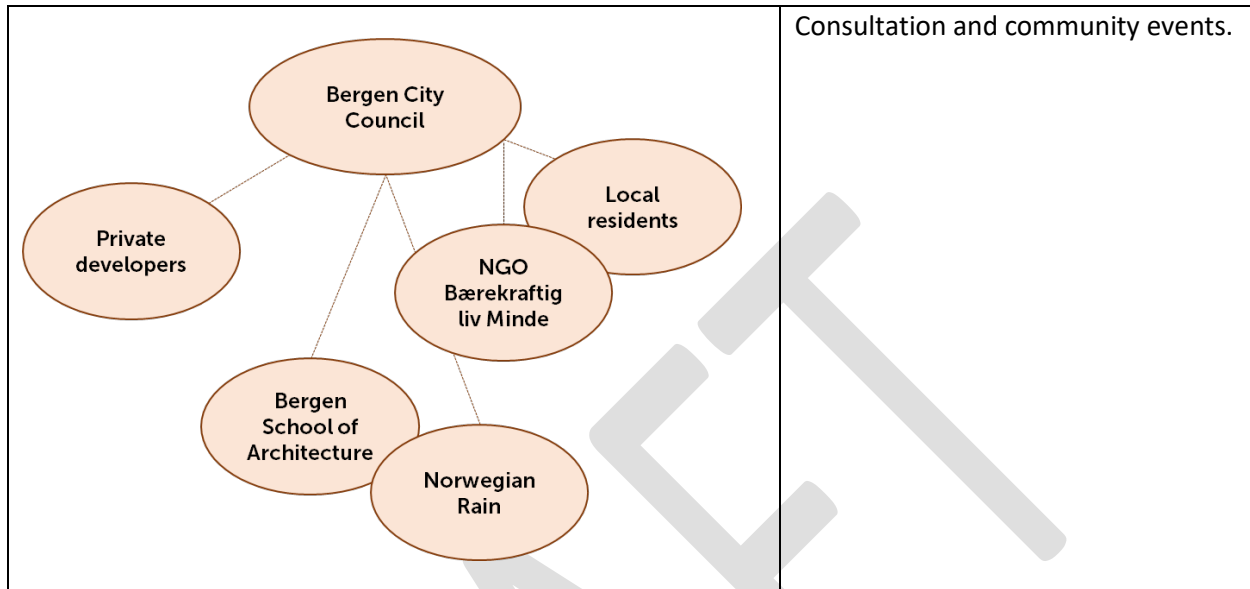 Bergen City
Council
Private
developers
Local
residents
NGO
Bærekraftig
liv Minde
Bergen
School of
Architecture
Norwegian
Rain
Consultation and community events.